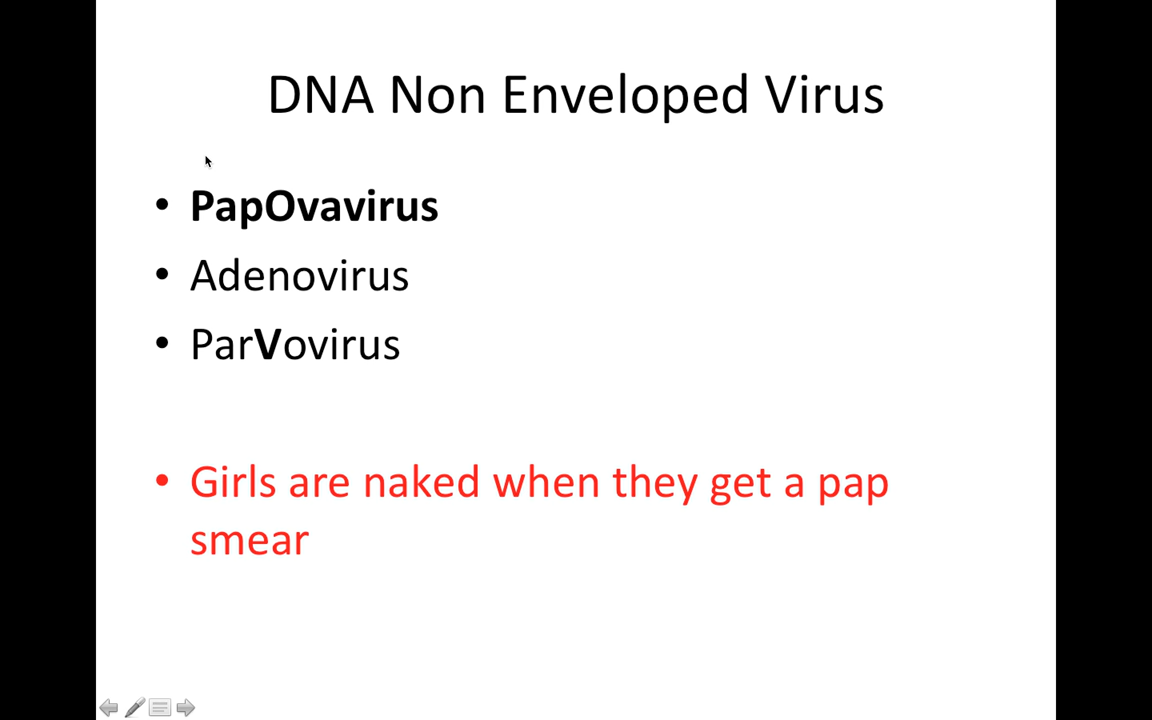 DNA Non Enveloped Virus
• PapOvavirus
• Adenovirus
• ParVovirus
• Girls are naked when they get a pap
smear